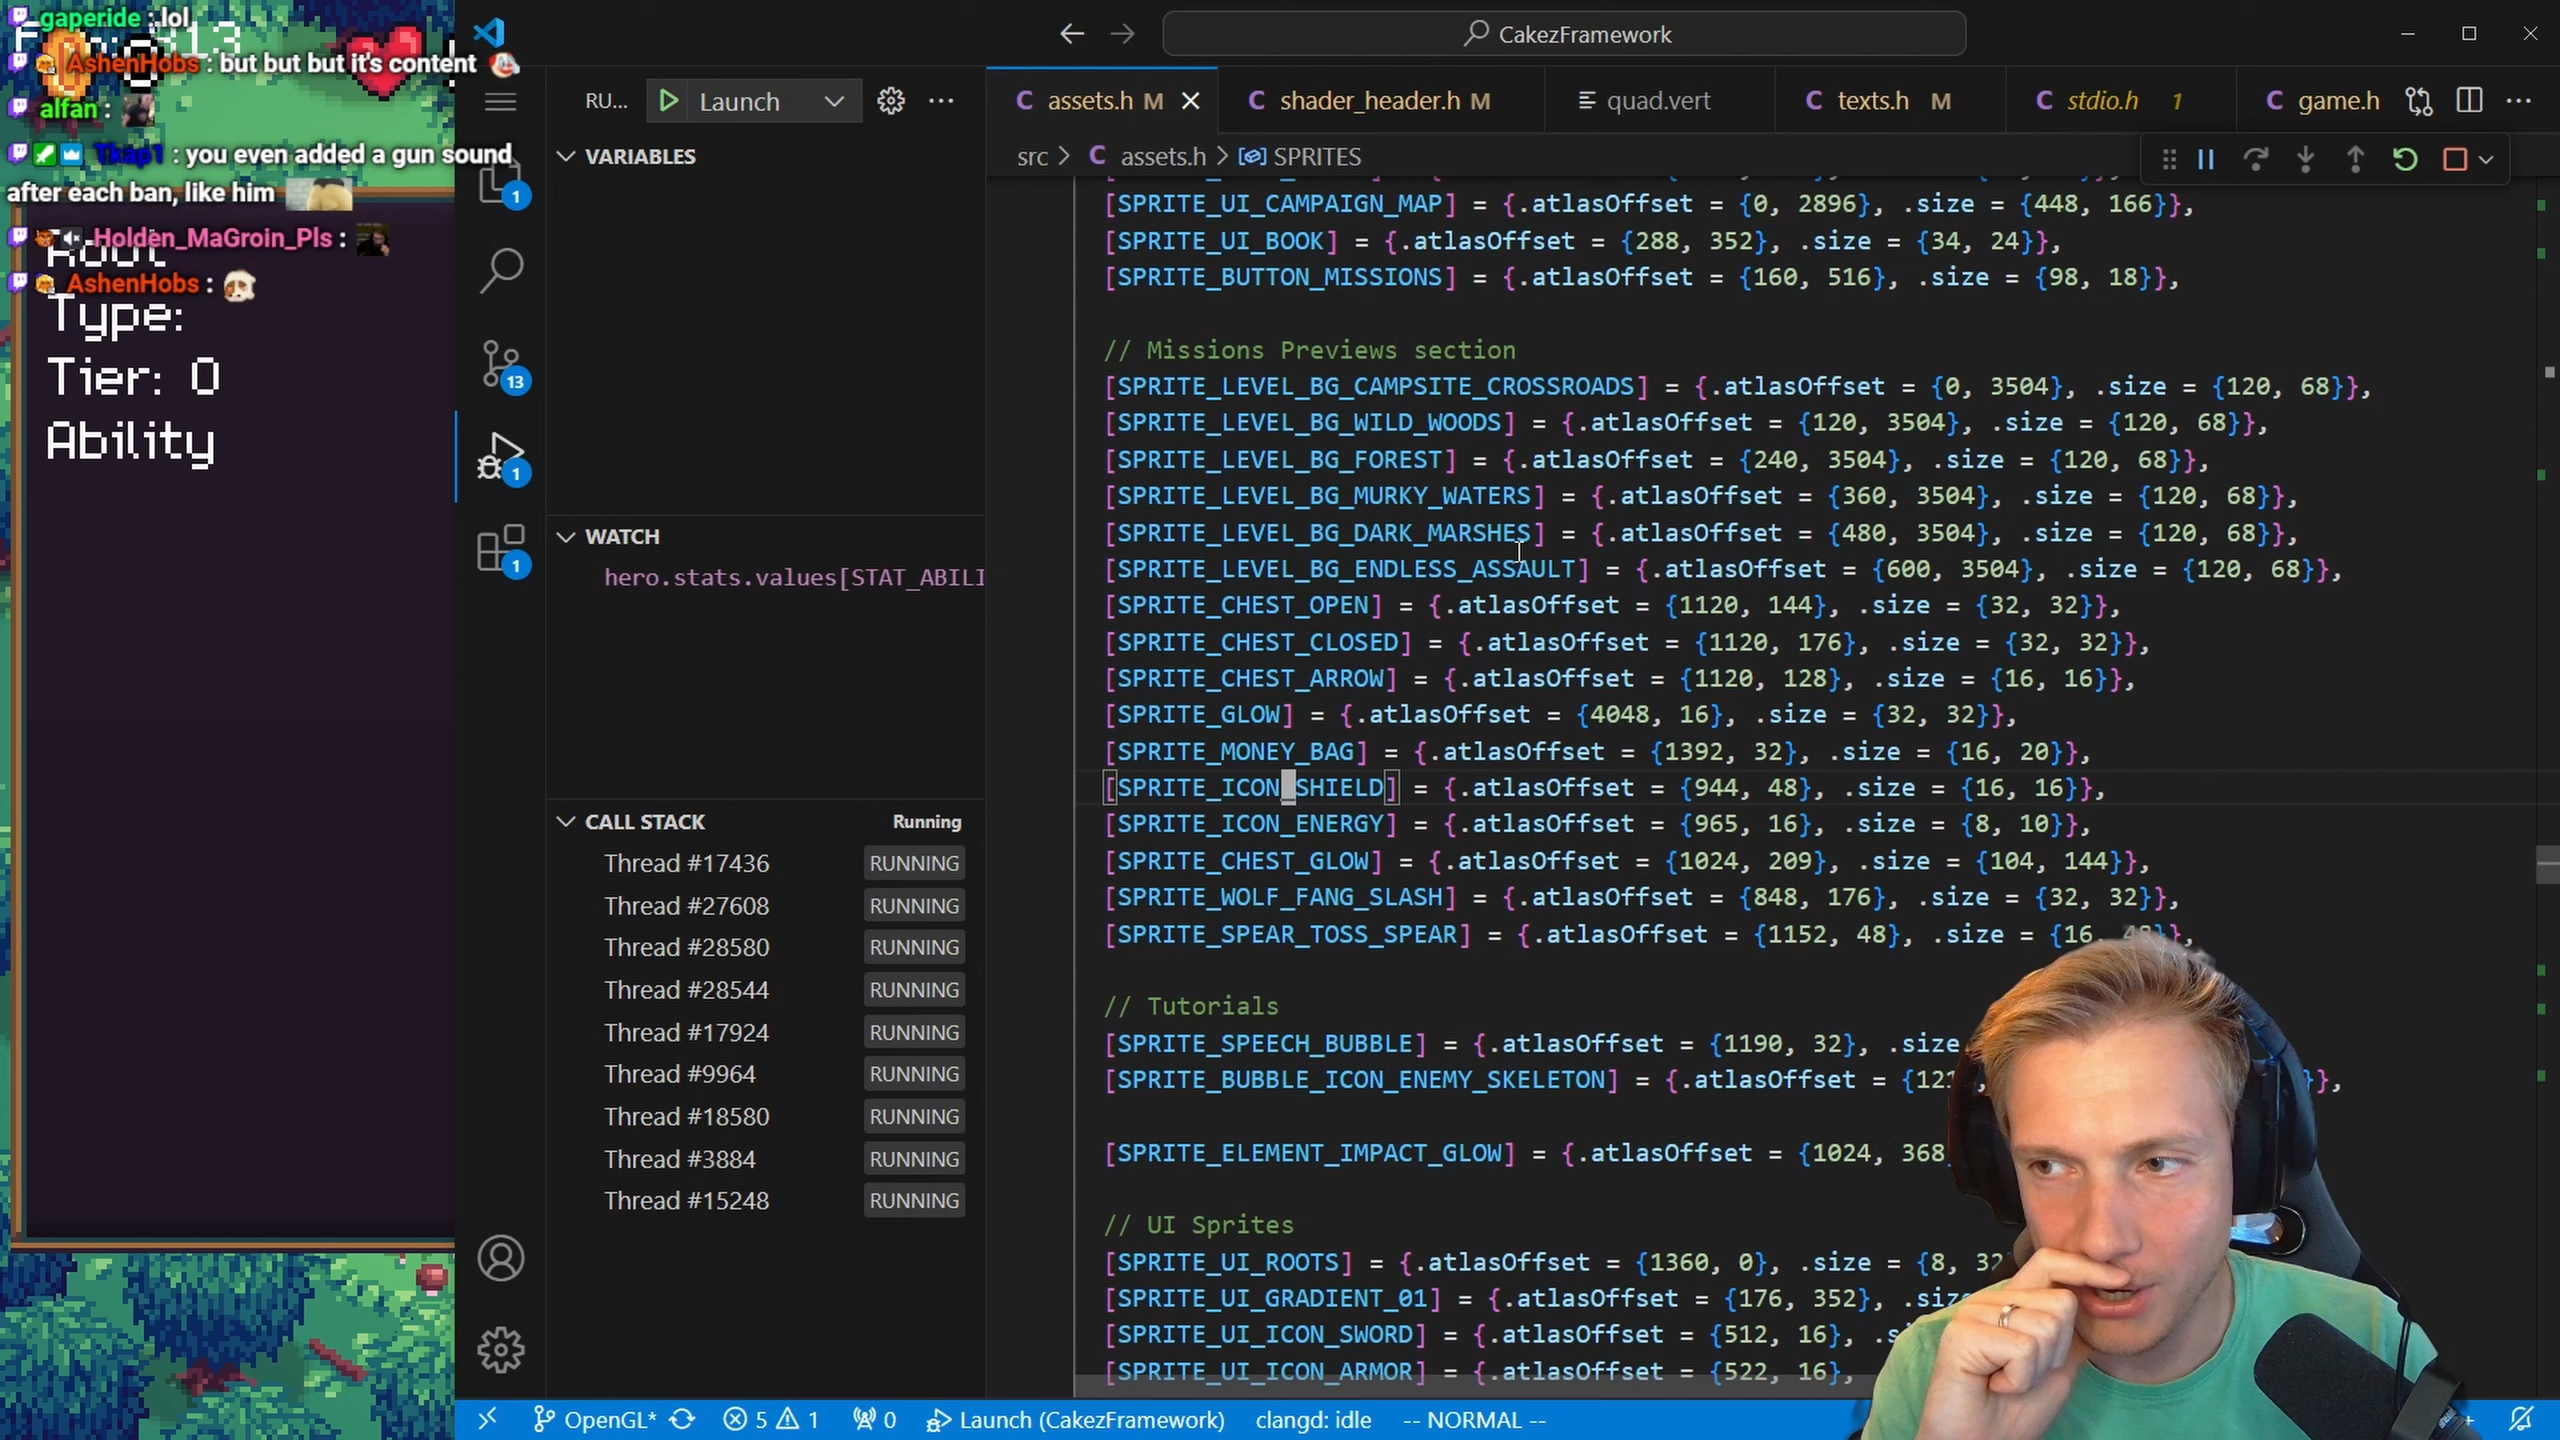 gaperide : lol
AshenHobs : but but but it's content
alfan :
Tkap1 : you even added a gun sound
after each ban, like him
Holden_MaGroin_Pls :
AshenHobs :
Root
Type:
Tier: 0
Ability
CakezFramework
RU...
Launch
VARIABLES
WATCH
hero.stats.values[STAT_ABILI
CALL STACK
Running
Thread #17436 RUNNING
Thread #27608 RUNNING
Thread #28580 RUNNING
Thread #28544 RUNNING
Thread #17924 RUNNING
Thread #9964 RUNNING
Thread #18580 RUNNING
Thread #3884 RUNNING
Thread #15248 RUNNING
1
13
1
1
assets.h M
shader_header.h M
quad.vert
texts.h M
stdio.h 1
game.h
src > assets.h > SPRITES
[SPRITE_UI_CAMPAIGN_MAP] = {.atlasOffset = {0, 2896}, .size = {448, 166}},
[SPRITE_UI_BOOK] = {.atlasOffset = {288, 352}, .size = {34, 24}},
[SPRITE_BUTTON_MISSIONS] = {.atlasOffset = {160, 516}, .size = {98, 18}},
// Missions Previews section
[SPRITE_LEVEL_BG_CAMPSITE_CROSSROADS] = {.atlasOffset = {0, 3504}, .size = {120, 68}},
[SPRITE_LEVEL_BG_WILD_WOODS] = {.atlasOffset = {120, 3504}, .size = {120, 68}},
[SPRITE_LEVEL_BG_FOREST] = {.atlasOffset = {240, 3504}, .size = {120, 68}},
[SPRITE_LEVEL_BG_MURKY_WATERS] = {.atlasOffset = {360, 3504}, .size = {120, 68}},
[SPRITE_LEVEL_BG_DARK_MARSHES] = {.atlasOffset = {480, 3504}, .size = {120, 68}},
[SPRITE_LEVEL_BG_ENDLESS_ASSAULT] = {.atlasOffset = {600, 3504}, .size = {120, 68}},
[SPRITE_CHEST_OPEN] = {.atlasOffset = {1120, 144}, .size = {32, 32}},
[SPRITE_CHEST_CLOSED] = {.atlasOffset = {1120, 176}, .size = {32, 32}},
[SPRITE_CHEST_ARROW] = {.atlasOffset = {1120, 128}, .size = {16, 16}},
[SPRITE_GLOW] = {.atlasOffset = {4048, 16}, .size = {32, 32}},
[SPRITE_MONEY_BAG] = {.atlasOffset = {1392, 32}, .size = {16, 20}},
[SPRITE_ICON_SHIELD] = {.atlasOffset = {944, 48}, .size = {16, 16}},
[SPRITE_ICON_ENERGY] = {.atlasOffset = {965, 16}, .size = {8, 10}},
[SPRITE_CHEST_GLOW] = {.atlasOffset = {1024, 209}, .size = {104, 144}},
[SPRITE_WOLF_FANG_SLASH] = {.atlasOffset = {848, 176}, .size = {32, 32}},
[SPRITE_SPEAR_TOSS_SPEAR] = {.atlasOffset = {1152, 48}, .size = {16, 48}},
// Tutorials
[SPRITE_SPEECH_BUBBLE] = {.atlasOffset = {1190, 32}, .size
[SPRITE_BUBBLE_ICON_ENEMY_SKELETON] = {.atlasOffset = {121 }},
[SPRITE_ELEMENT_IMPACT_GLOW] = {.atlasOffset = {1024, 368
// UI Sprites
[SPRITE_UI_ROOTS] = {.atlasOffset = {1360, 0}, .size = {8, 32
[SPRITE_UI_GRADIENT_01] = {.atlasOffset = {176, 352}, .siz
[SPRITE_UI_ICON_SWORD] = {.atlasOffset = {512, 16}, .s
[SPRITE_UI_ICON_ARMOR] = {.atlasOffset = {522, 16},
OpenGL* 5 1 0 Launch (CakezFramework) clangd: idle -- NORMAL --